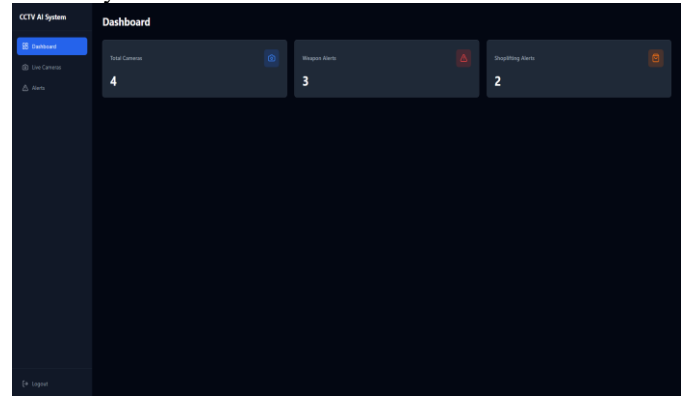 CCTV AI System
Dashboard
Dashboard
Live Cameras
Alerts
Total Cameras
4
Weapon Alerts
3
Shoplifting Alerts
2
Logout